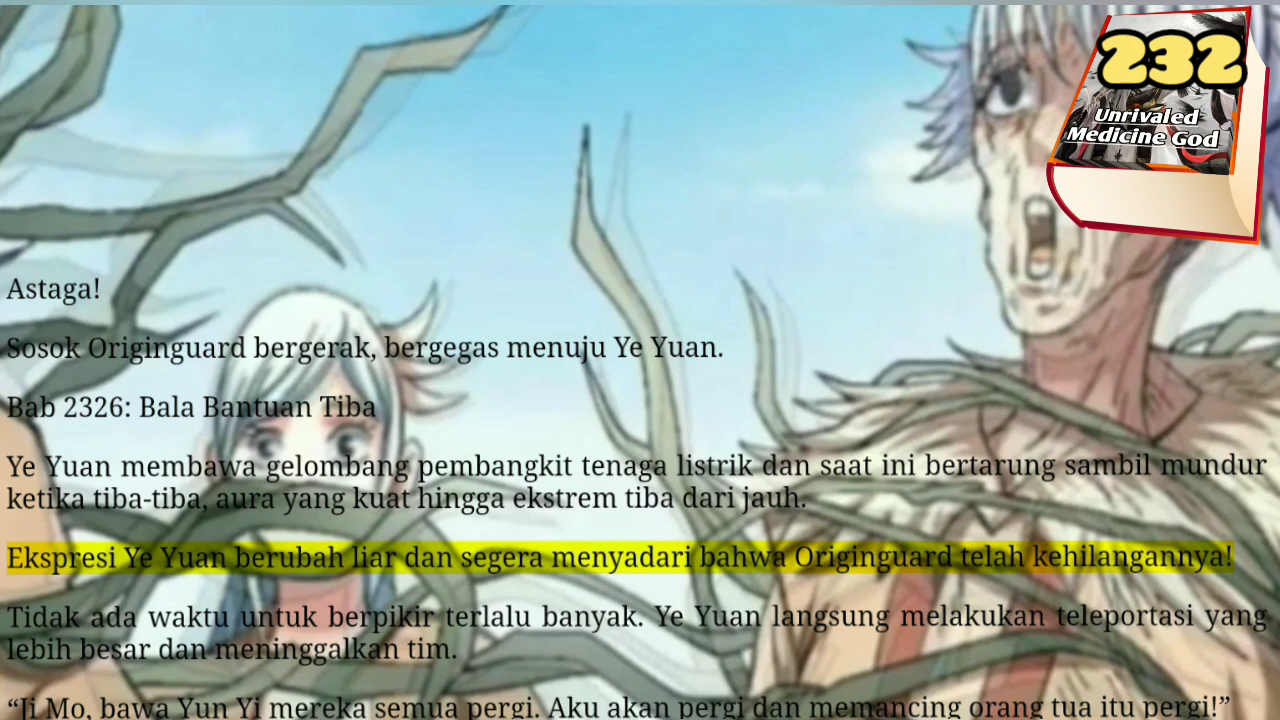 232
Unrivaled
Medicine God
Astaga!
Sosok Originguard bergerak, bergegas menuju Ye Yuan.
Bab 2326: Bala Bantuan Tiba
Ye Yuan membawa gelombang pembangkit tenaga listrik dan saat ini bertarung sambil mundur
ketika tiba-tiba, aura yang kuat hingga ekstrem tiba dari jauh.
Ekspresi Ye Yuan berubah liar dan segera menyadari bahwa Originguard telah kehilangannya!
Tidak ada waktu untuk berpikir terlalu banyak. Ye Yuan langsung melakukan teleportasi yang
lebih besar dan meninggalkan tim.
“Ji Mo, bawa Yun Yi mereka semua pergi. Aku akan pergi dan memancing orang tua itu pergi!”